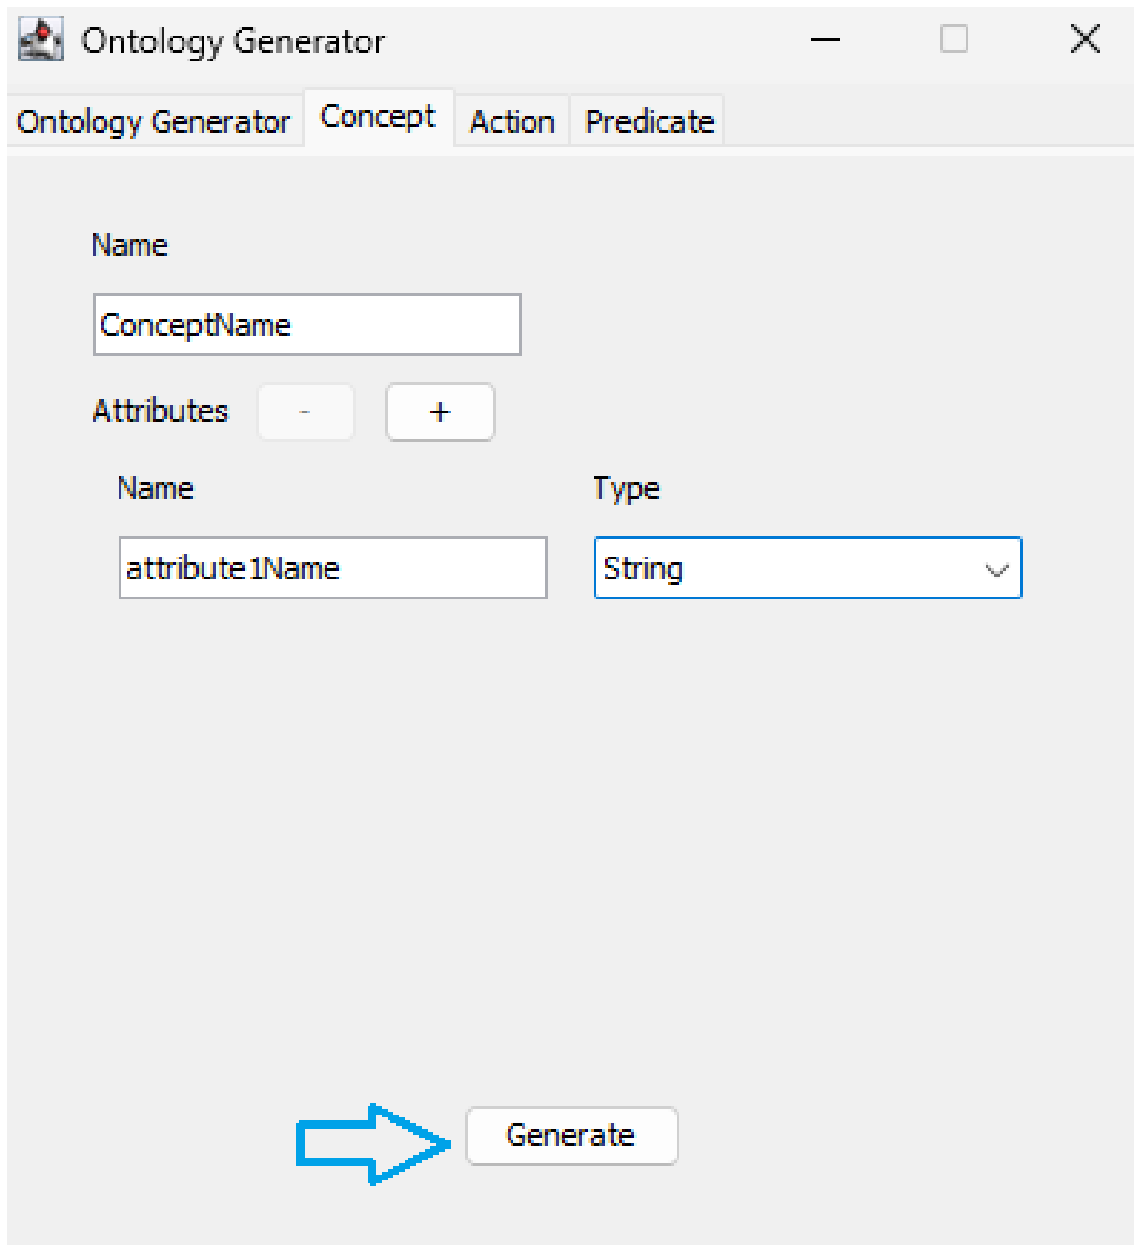 Ontology Generator
Ontology Generator Concept Action Predicate
Name
ConceptName
Attributes - +
Name Type
attribute1Name String
Generate